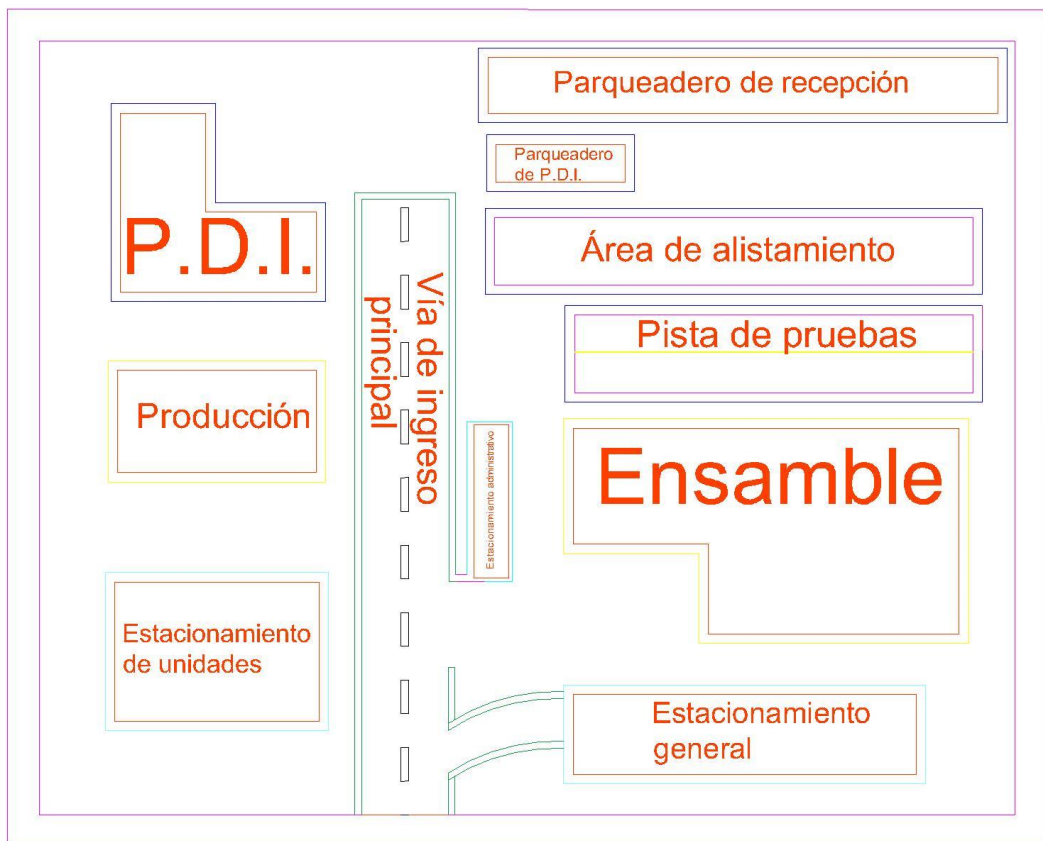 Parqueadero de recepción
Parqueadero
de P.D.I.
P.D.I.
Área de alistamiento
Vía de ingreso
principal
Pista de pruebas
Producción
Estacionamiento administrativo
Ensamble
Estacionamiento
de unidades
Estacionamiento
general